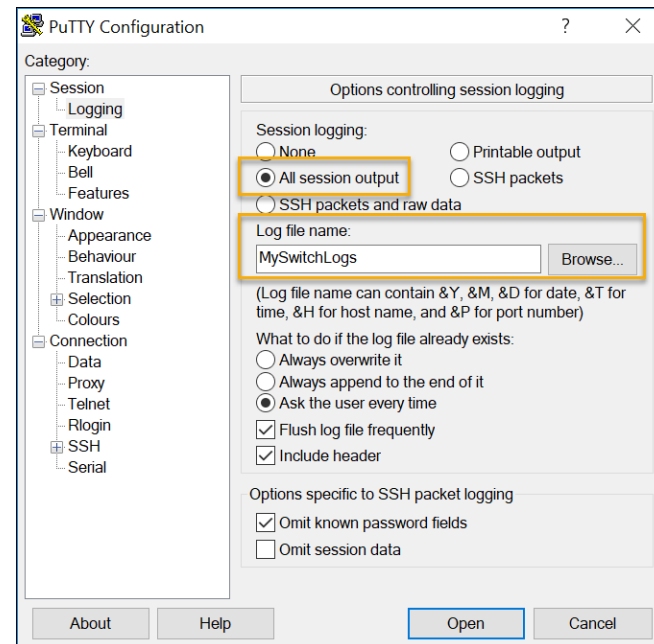 PuTTY Configuration
?
Category:
Session
Logging
Terminal
Keyboard
Bell
Features
Window
Appearance
Behaviour
Translation
Selection
Colours
Connection
Data
Proxy
Telnet
Rlogin
SSH
Serial
Options controlling session logging
Session logging:
None
Printable output
All session output
SSH packets
SSH packets and raw data
Log file name:
MySwitchLogs
Browse...
(Log file name can contain &Y, &M, &D for date, &T for
time, &H for host name, and &P for port number)
What to do if the log file already exists:
Always overwrite it
Always append to the end of it
Ask the user every time
Flush log file frequently
Include header
Options specific to SSH packet logging
Omit known password fields
Omit session data
About
Help
Open
Cancel